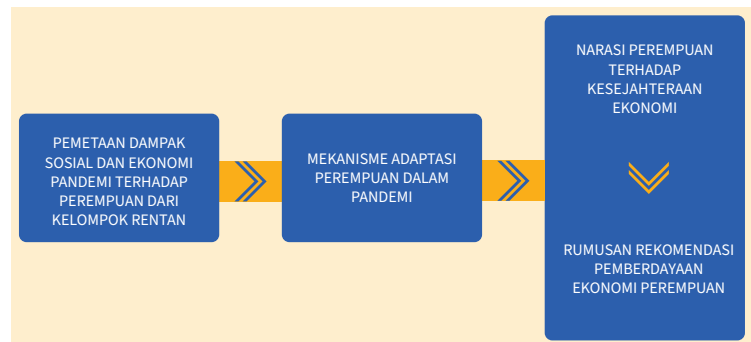 PEMETAAN DAMPAK
SOSIAL DAN EKONOMI
PANDEMI TERHADAP
PEREMPUAN DARI
KELOMPOK RENTAN
MEKANISME ADAPTASI
PEREMPUAN DALAM
PANDEMI
NARASI PEREMPUAN
TERHADAP
KESEJAHTERAAN
EKONOMI
RUMUSAN REKOMENDASI
PEMBERDAYAAN
EKONOMI PEREMPUAN